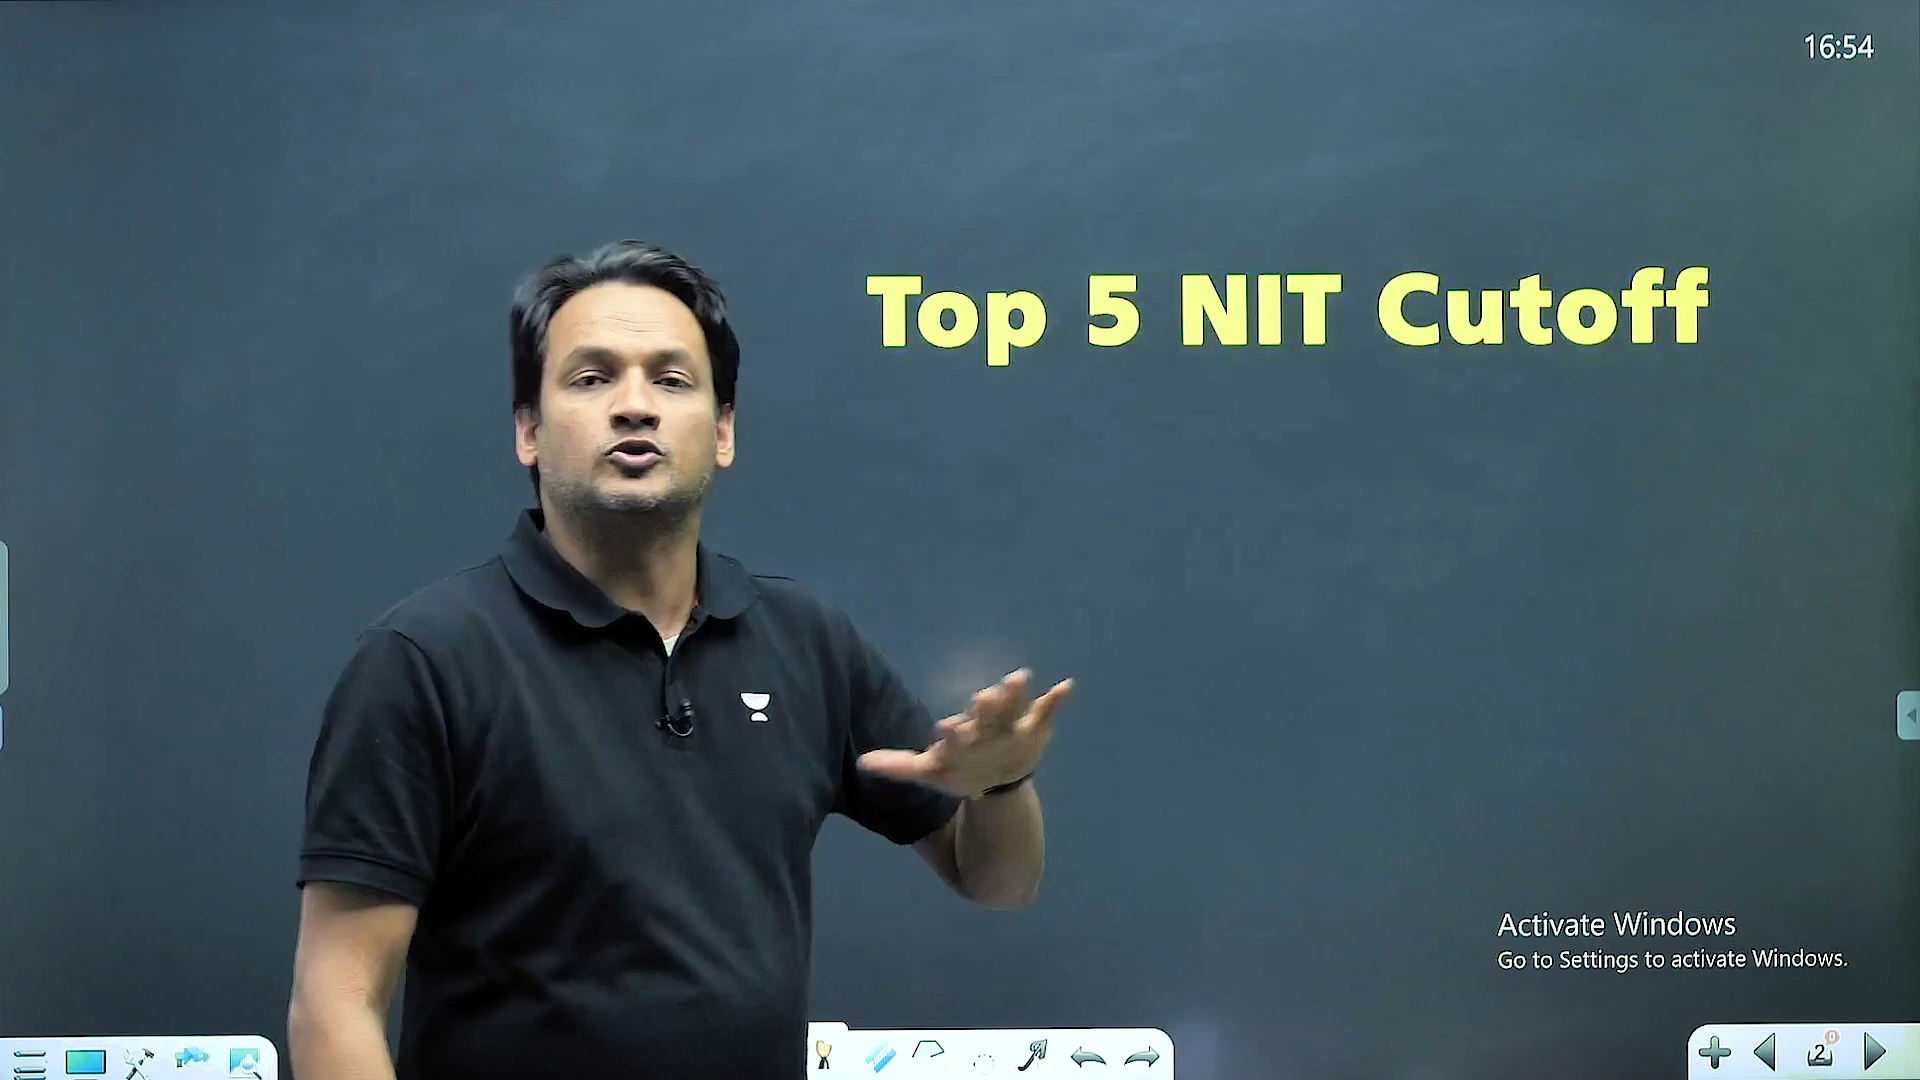 16:54
Top 5 NIT Cutoff
Activate Windows
Go to Settings to activate Windows.
2